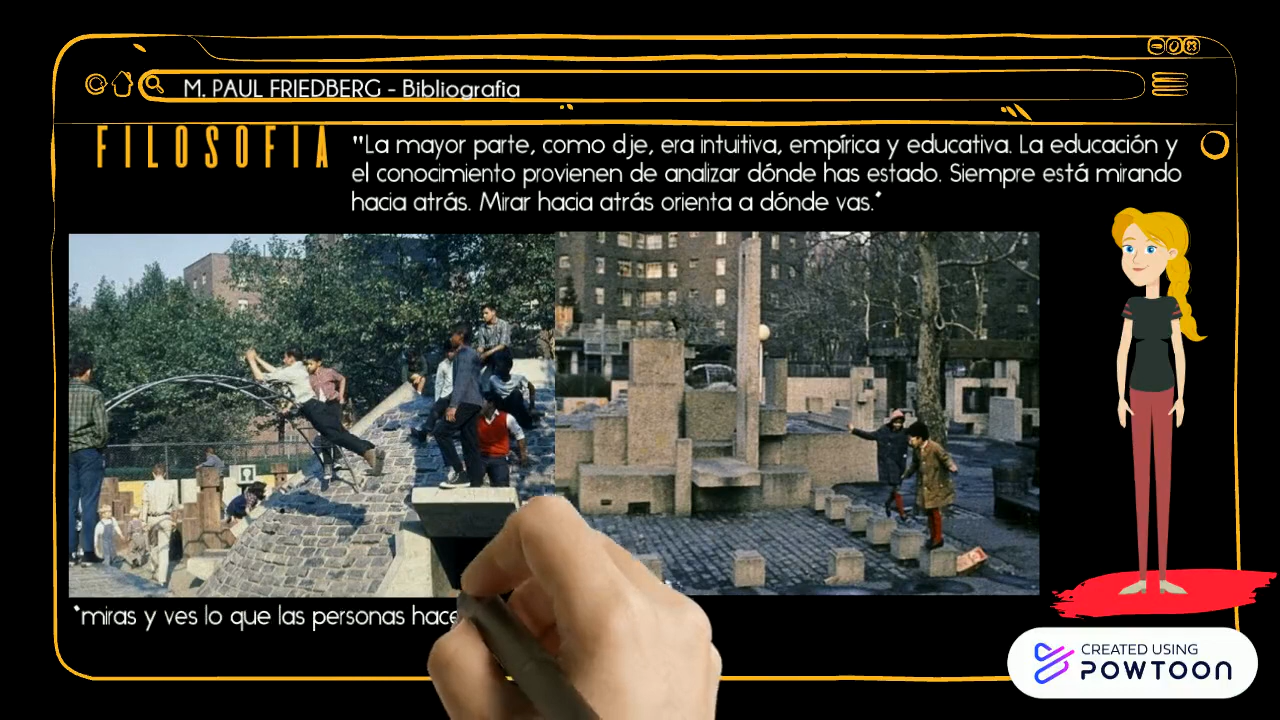 M. PAUL FRIEDBERG - Bibliografia
FILOSOFIA
"La mayor parte, como dje, era intuitiva, empírica y educativa. La educación y
el conocimiento provienen de analizar dónde has estado. Siempre está mirando
hacia atrás. Mirar hacia atrás orienta a dónde vas."
"miras y ves lo que las personas hace
CREATED USING
POWTOON